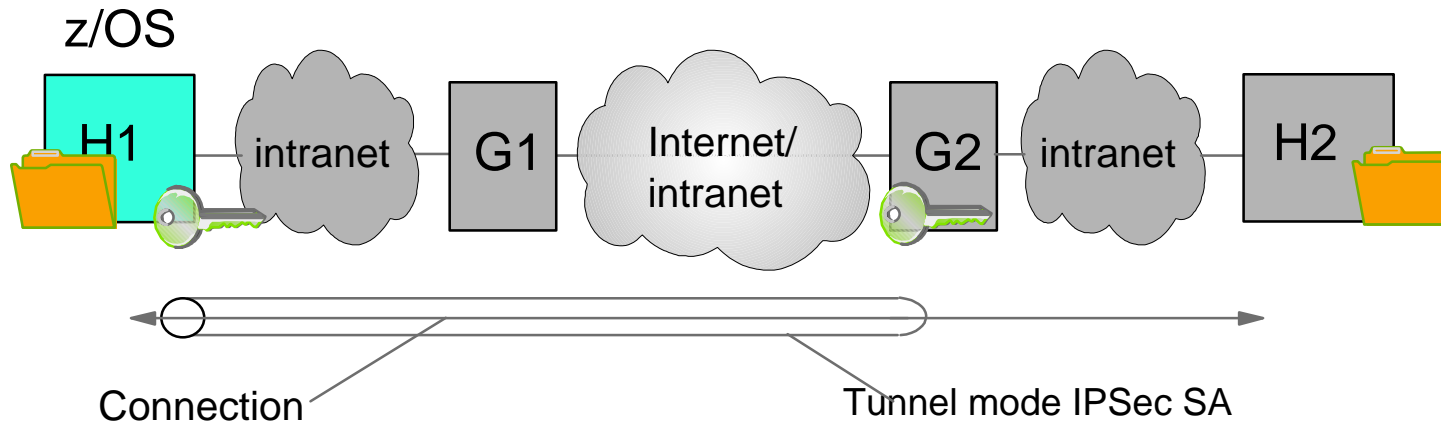 z/OS
H1
intranet
G1
Internet/
intranet
G2
intranet
H2
Connection
Tunnel mode IPSec SA